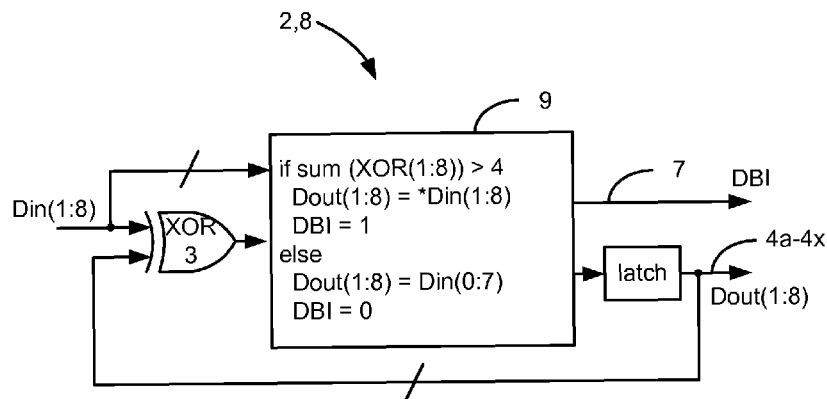 2,8
9
if sum (XOR(1:8)) > 4
Dout(1:8) = *Din(1:8)
DBI = 1
else
Dout(1:8) = Din(0:7)
DBI = 0
Din(1:8)
XOR
3
7
DBI
latch
4a-4x
Dout(1:8)